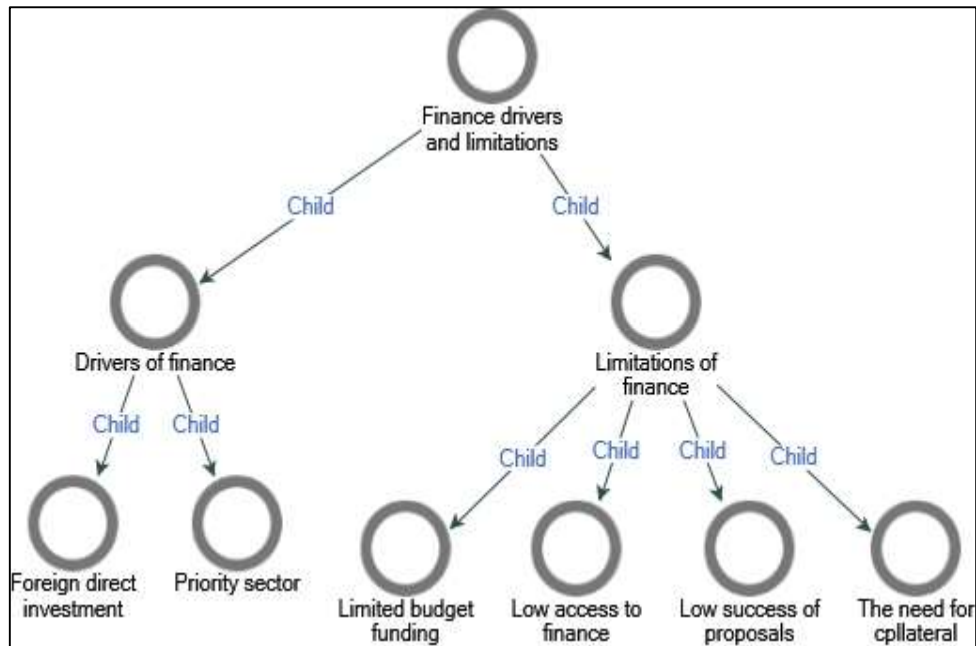 Finance drivers
and limitations
Child
Child
Drivers of finance
Limitations of
finance
Child
Child
Child
Child
Child
Child
Foreign direct
investment
Priority sector
Limited budget
funding
Low access to
finance
Low success of
proposals
The need for
cpllateral